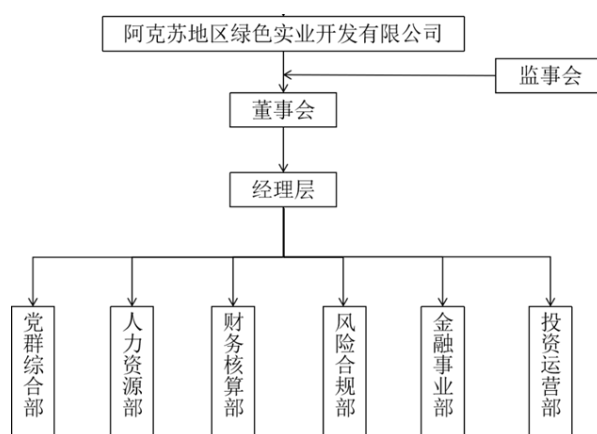 阿克苏地区绿色实业开发有限公司
监事会
董事会
经理层
党群综合部
人力资源部
财务核算部
风险合规部
金融事业部
投资运营部